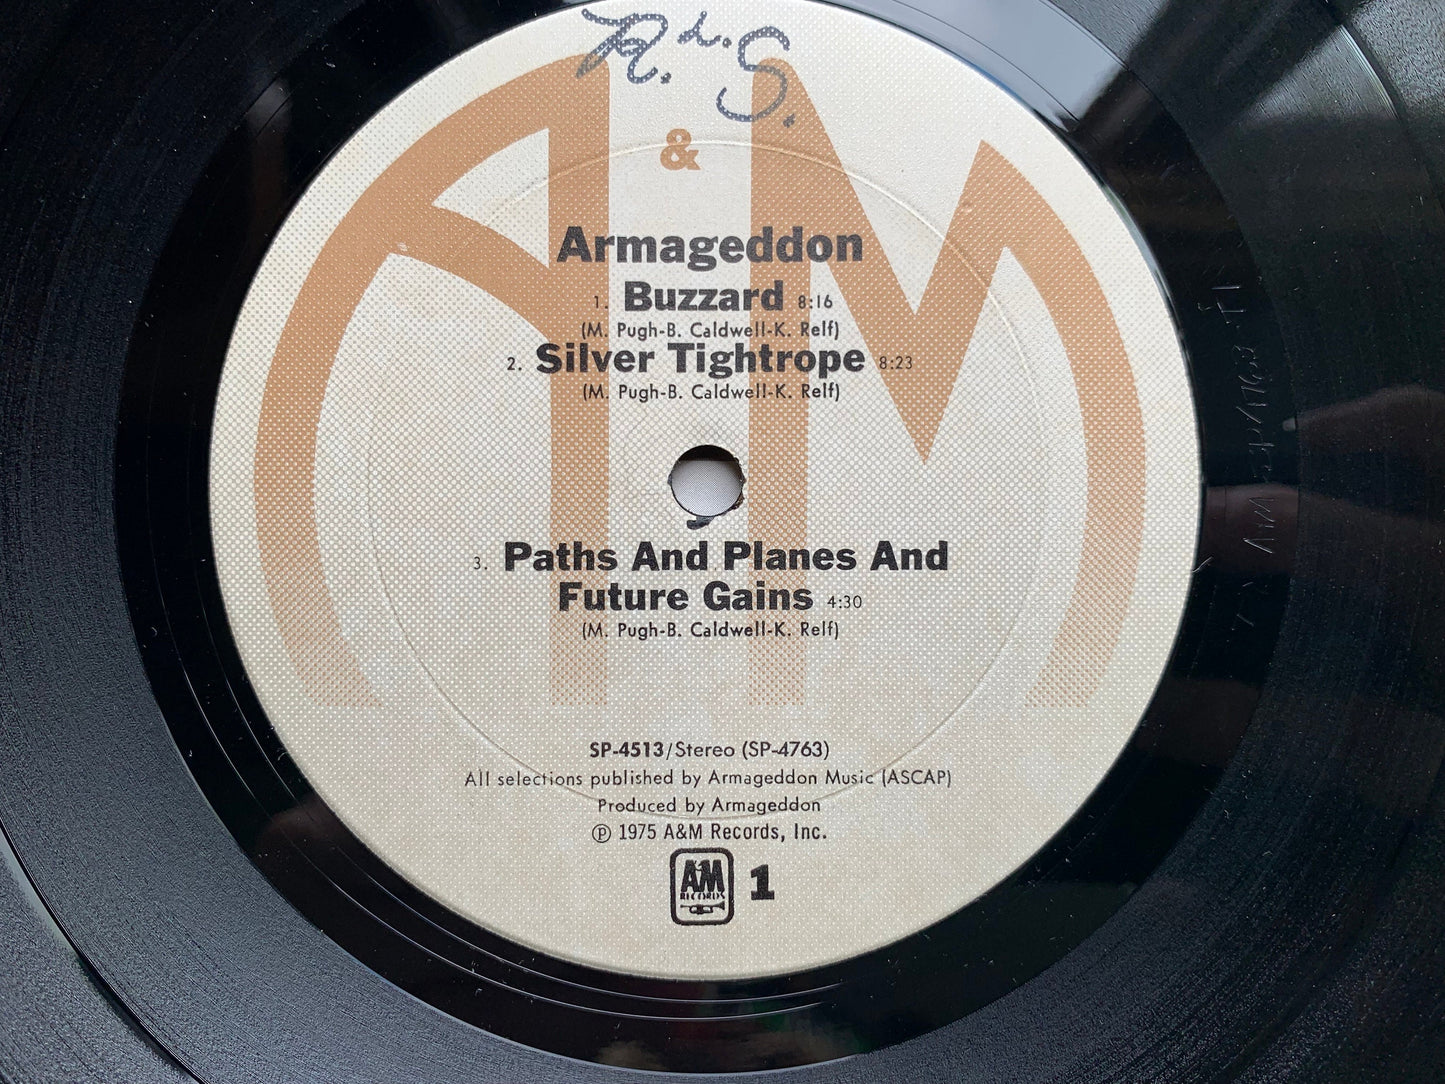 R.L.S.
A&M
Armageddon
1. Buzzard 8:16
(M. Pugh-B. Caldwell-K. Relf)
2. Silver Tightrope 8:23
(M. Pugh-B. Caldwell-K. Relf)
3. Paths And Planes And
Future Gains 4:30
(M. Pugh-B. Caldwell-K. Relf)
SP-4513/Stereo (SP-4763)
All selections published by Armageddon Music (ASCAP)
Produced by Armageddon
Ⓟ 1975 A&M Records, Inc.
A&M RECORDS 1